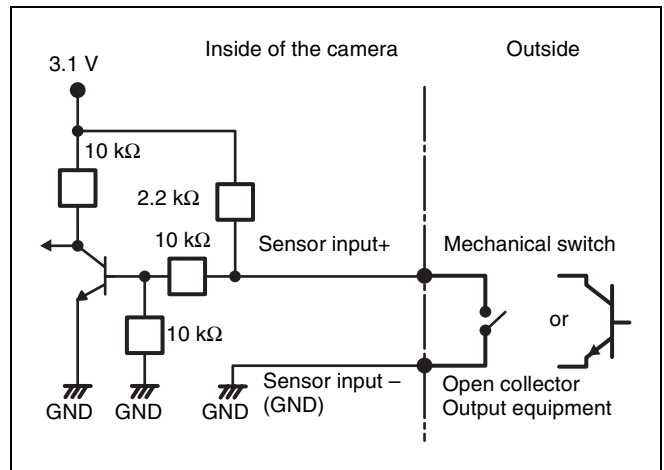 Inside of the camera
Outside
3.1 V
10 kΩ
2.2 kΩ
10 kΩ
Sensor input+
Mechanical switch
or
10 kΩ
Sensor input –
(GND)
Open collector
Output equipment
GND
GND
GND